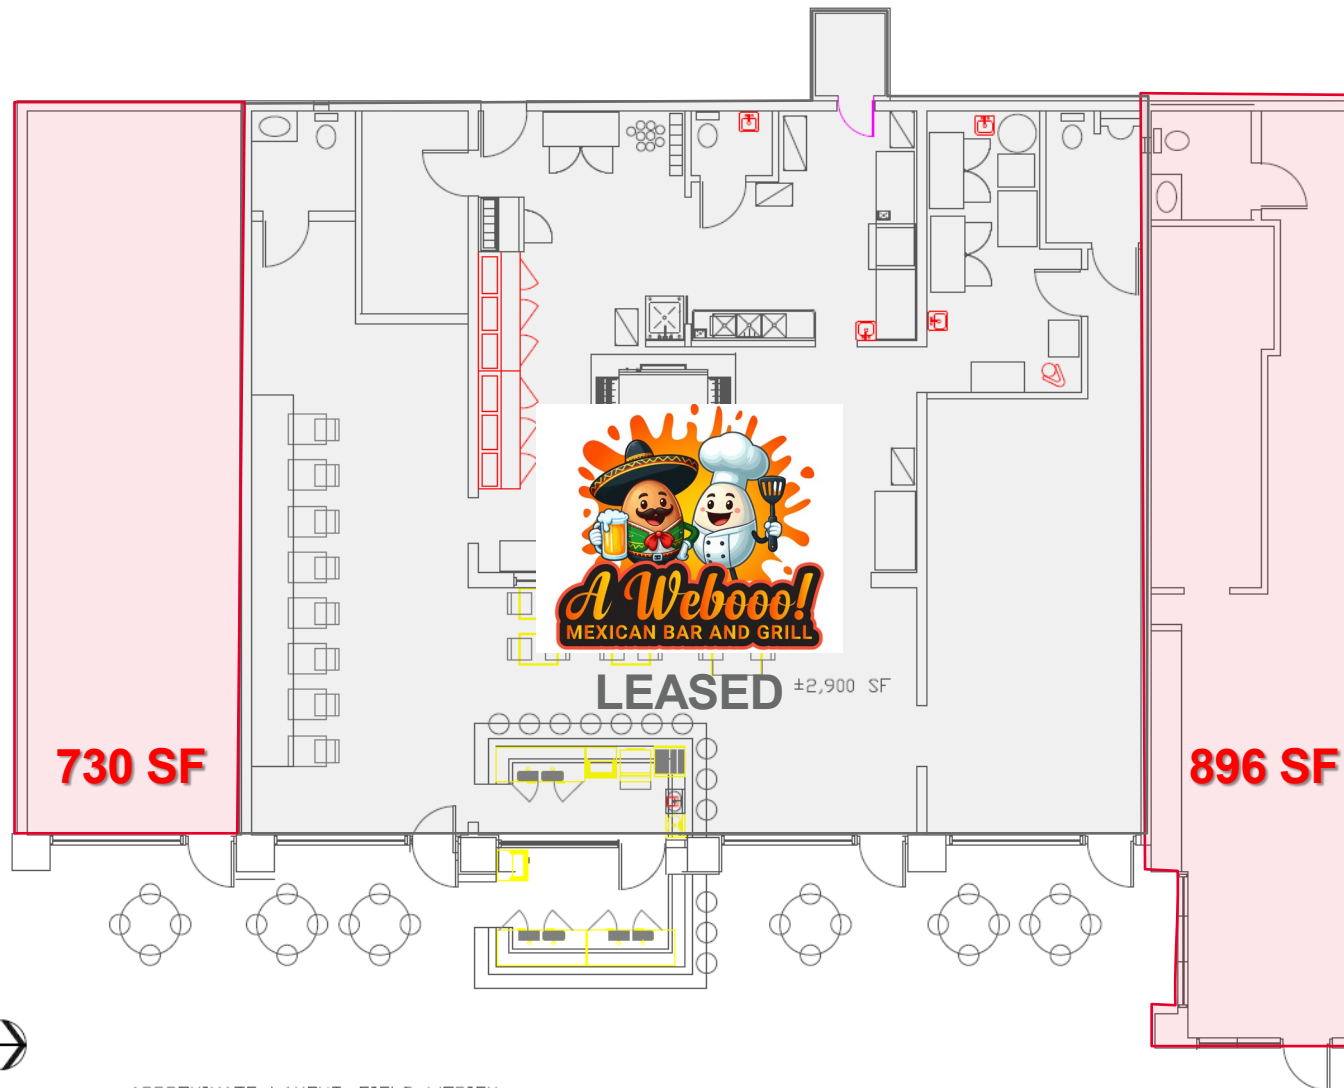 A Webooo!
MEXICAN BAR AND GRILL
LEASED ±2,900 SF
730 SF
896 SF